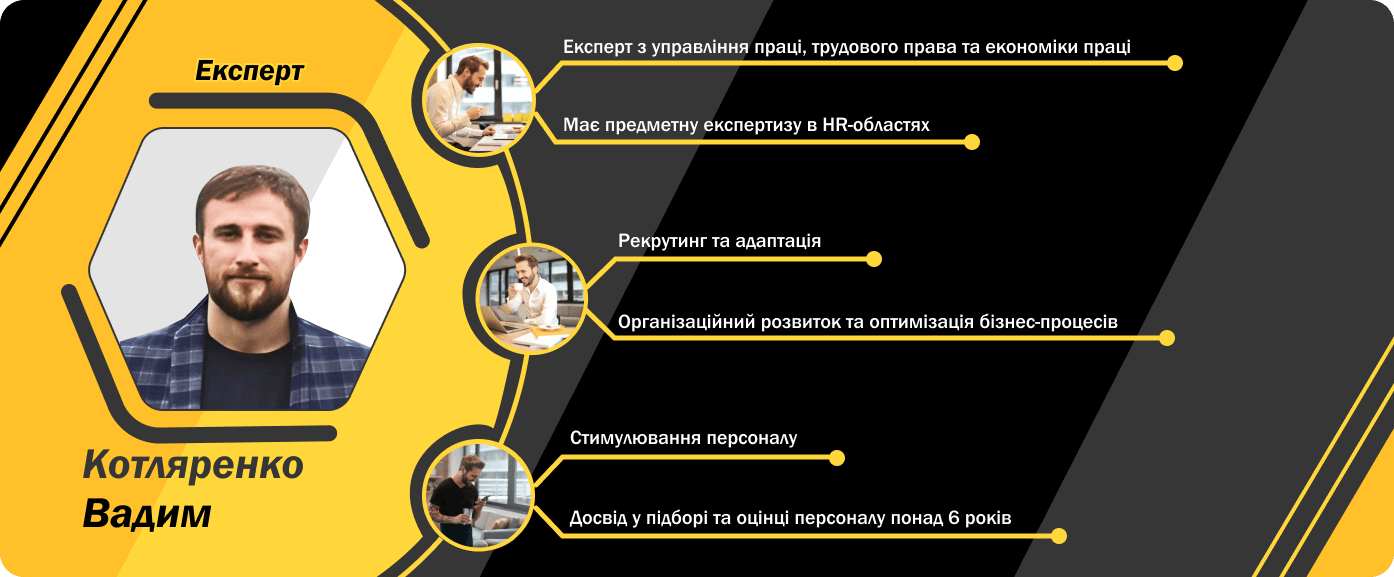 Експерт
Котляренко
Вадим
Експерт з управління праці, трудового права та економіки праці
Має предметну експертизу в HR-областях
Рекрутинг та адаптація
Організаційний розвиток та оптимізація бізнес-процесів
Стимулювання персоналу
Досвід у підборі та оцінці персоналу понад 6 років